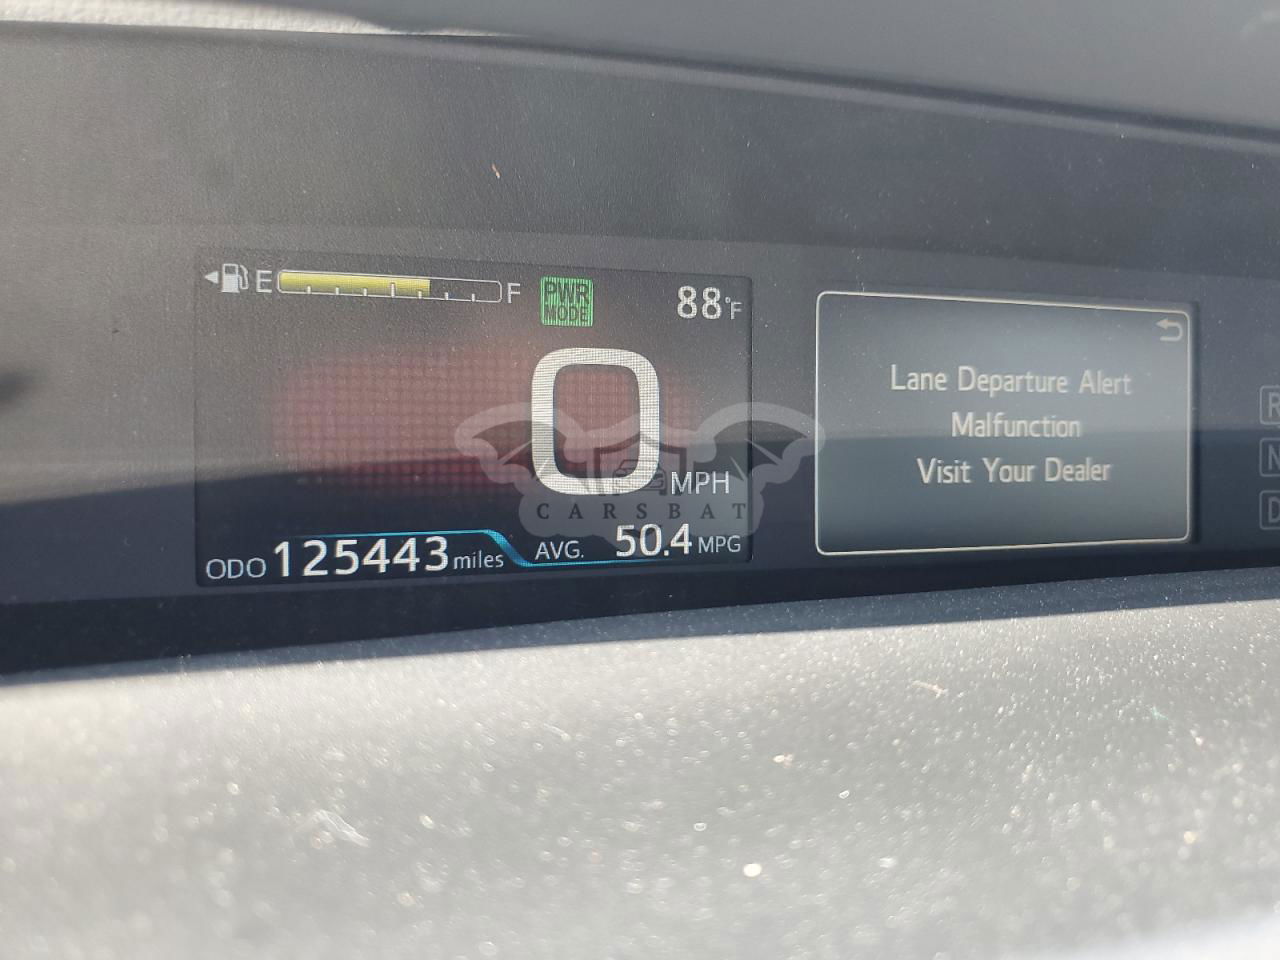 E F PWR 88°F
MODE
0 MPH
CARSBAT
ODO 125443 miles AVG. 50.4 MPG
Lane Departure Alert
Malfunction
Visit Your Dealer
R
N
D